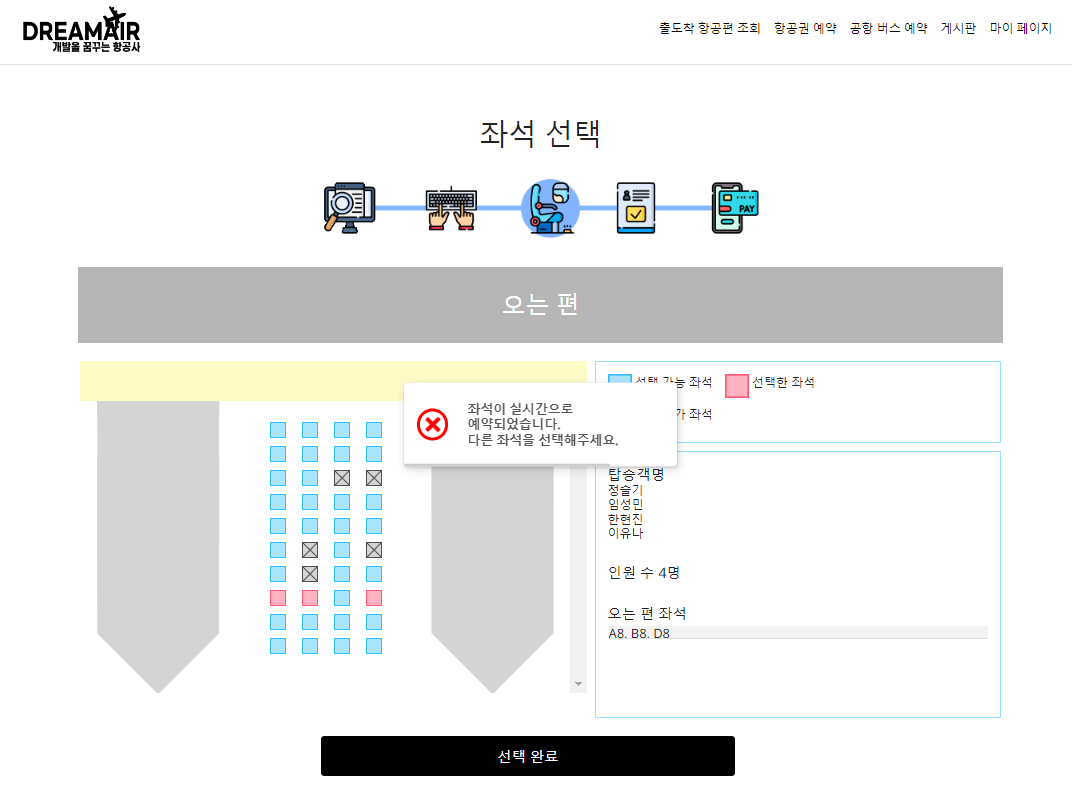 DREAMAIR
개발을 꿈꾸는 항공사
출도착 항공편 조회 항공권 예약 공항 버스 예약 게시판 마이 페이지
좌석 선택
PAY
오는 편
선택 가능 좌석 선택한 좌석
가 좌석
좌석이 실시간으로
예약되었습니다.
다른 좌석을 선택해주세요.
탑승객명
정슬기
임성민
한현진
이유나
인원 수 4명
오는 편 좌석
A8. B8. D8
선택 완료